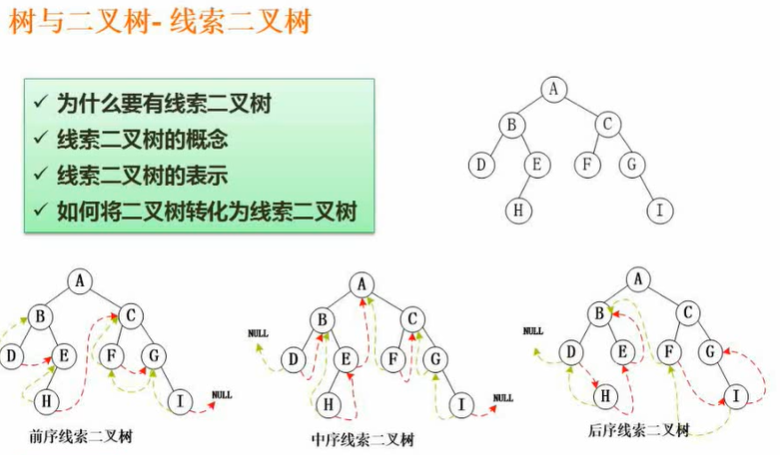 树与二叉树- 线索二叉树
✓ 为什么要有线索二叉树
✓ 线索二叉树的概念
✓ 线索二叉树的表示
✓ 如何将二叉树转化为线索二叉树
A
B C
D E F G
H I
A
B C
D E F G
H I NULL
前序线索二叉树
A
NULL B C
D E F G
H I NULL
中序线索二叉树
A
NULL B C
D E F G
H I
后序线索二叉树